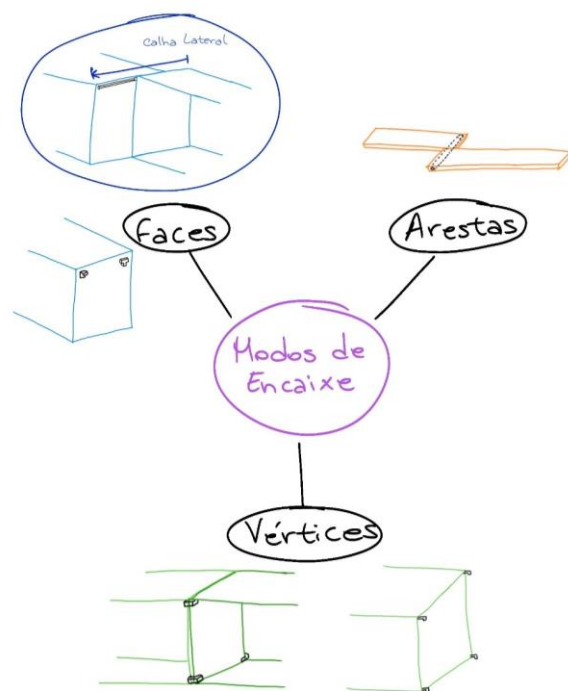 Calha Lateral
Faces
Arestas
Modos de
Encaixe
Vértices